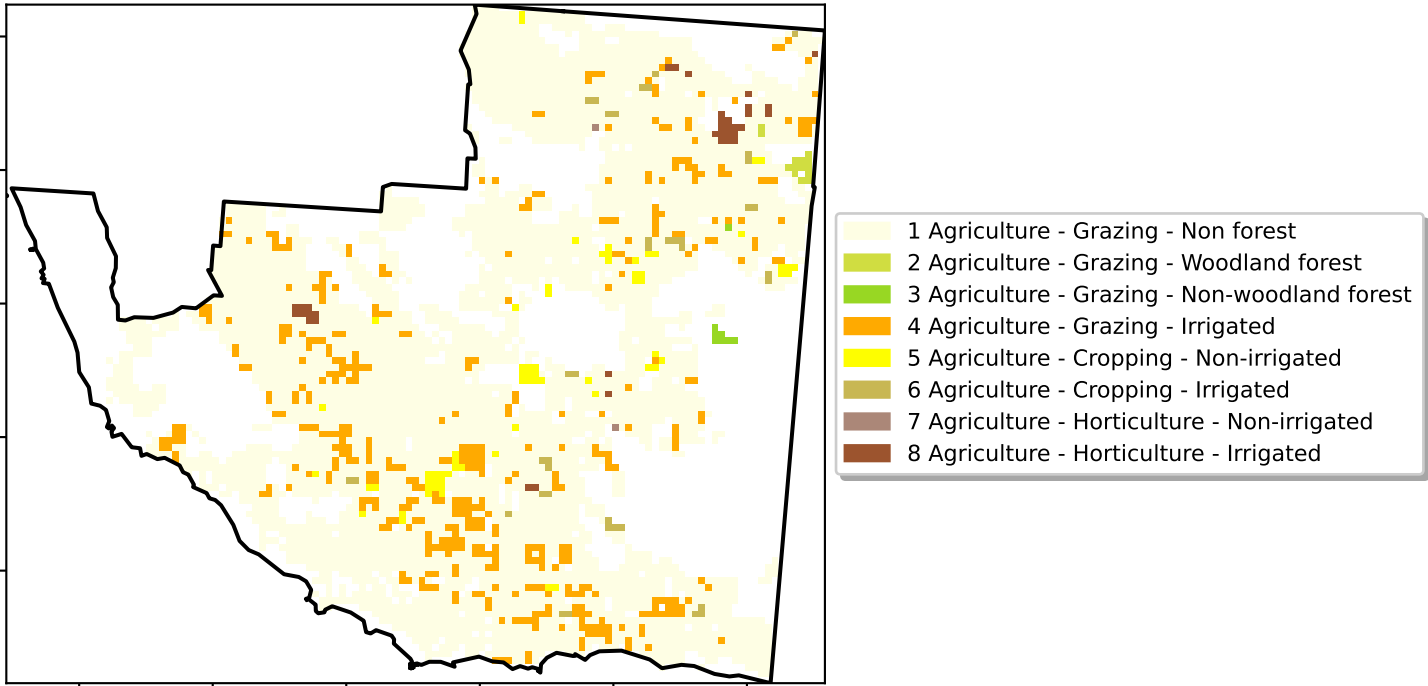 1 Agriculture - Grazing - Non forest
2 Agriculture - Grazing - Woodland forest
3 Agriculture - Grazing - Non-woodland forest
4 Agriculture - Grazing - Irrigated
5 Agriculture - Cropping - Non-irrigated
6 Agriculture - Cropping - Irrigated
7 Agriculture - Horticulture - Non-irrigated
8 Agriculture - Horticulture - Irrigated